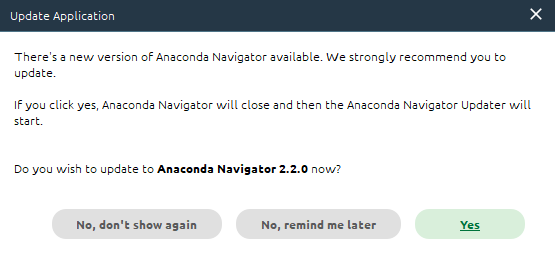 Update Application
There's a new version of Anaconda Navigator available. We strongly recommend you to
update.
If you click yes, Anaconda Navigator will close and then the Anaconda Navigator Updater will
start.
Do you wish to update to Anaconda Navigator 2.2.0 now?
No, don't show again
No, remind me later
Yes